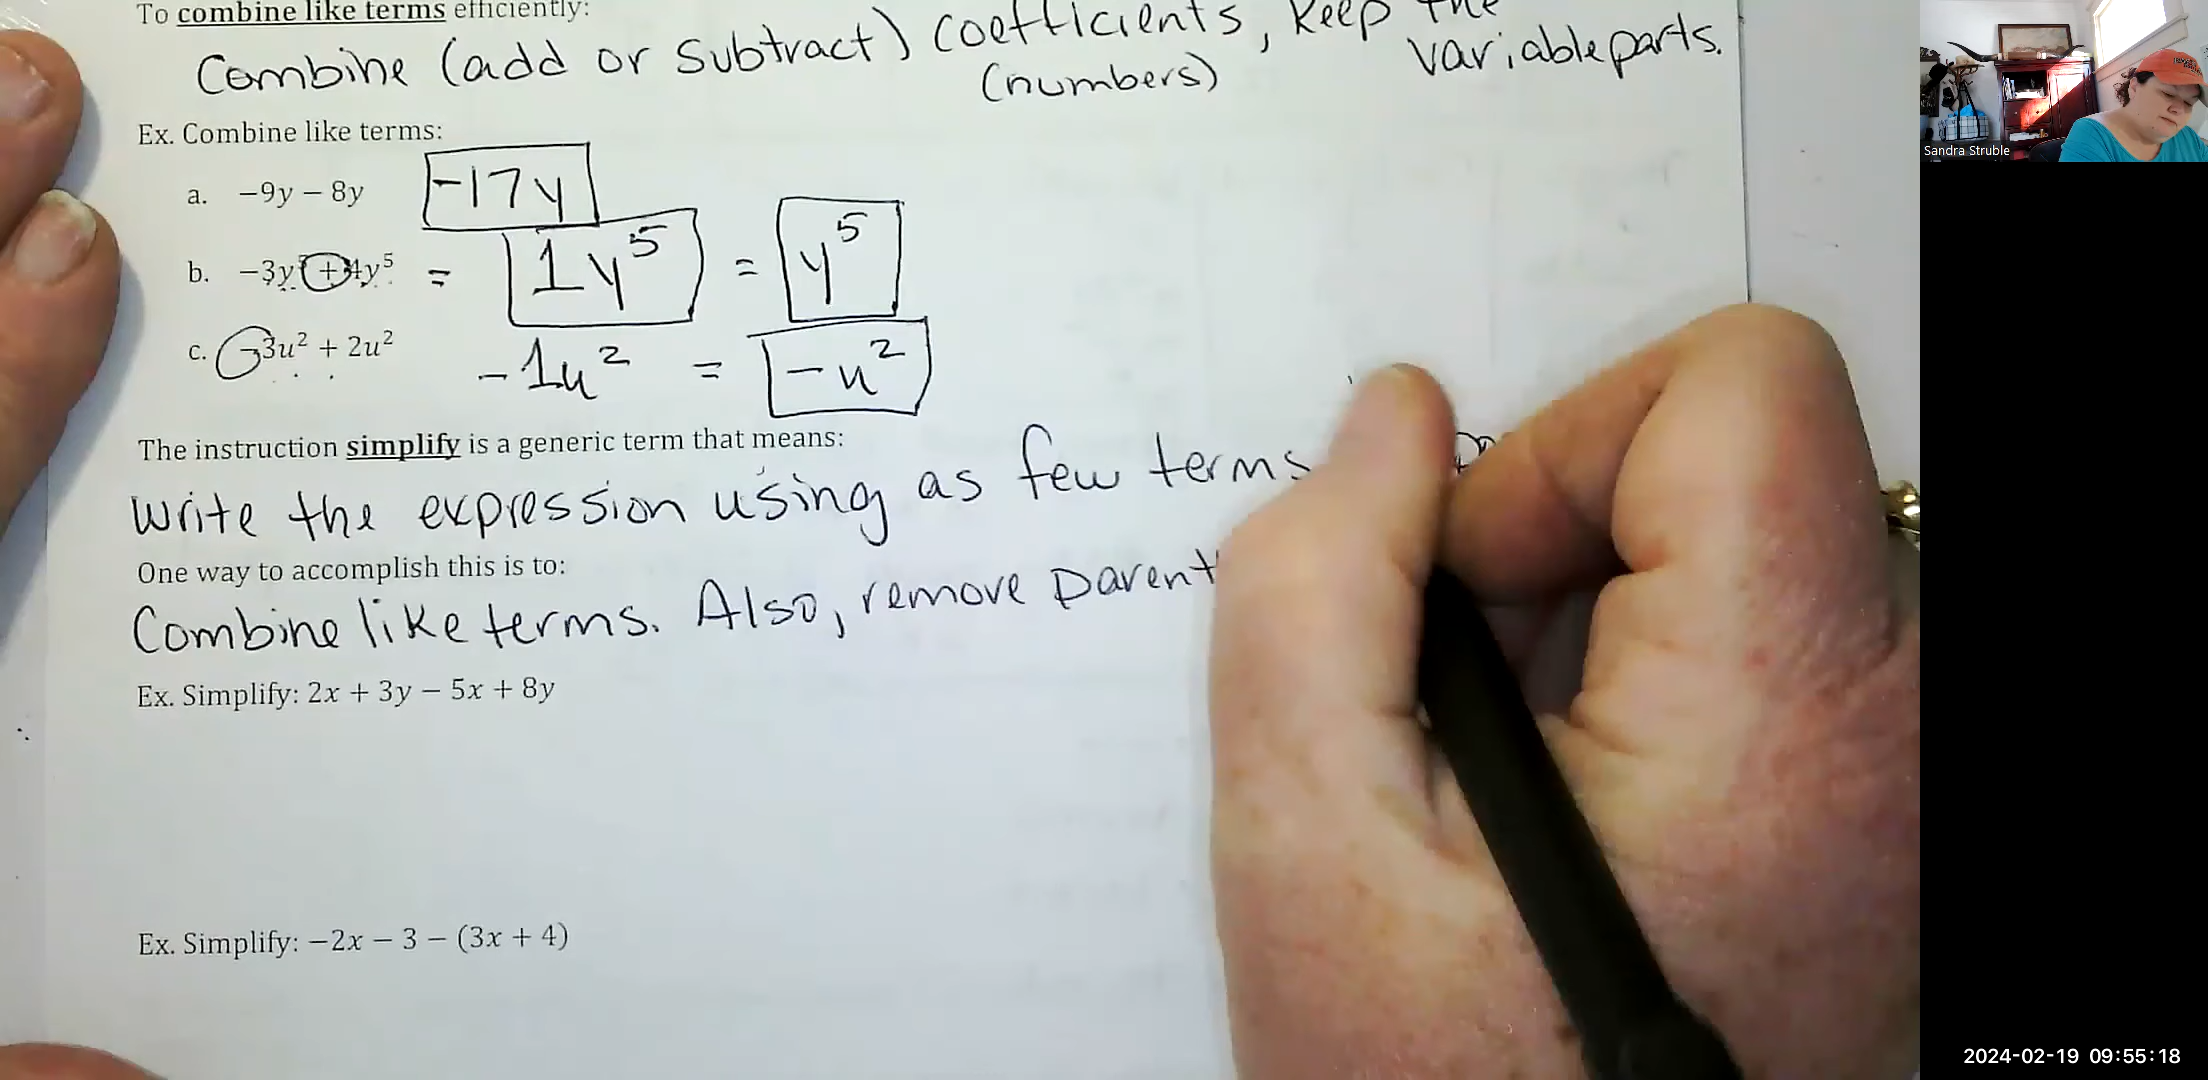 To combine like terms efficiently:
Combine (add or subtract) coefficients, keep the
(numbers) variable parts.
Ex. Combine like terms:
a. −9y − 8y -17y
b. −3y⁵ + 4y⁵ = 1y⁵ = y⁵
c. −3u² + 2u² -1u² = -u²
The instruction simplify is a generic term that means:
Write the expression using as few terms
One way to accomplish this is to:
Combine like terms. Also, remove parent
Ex. Simplify: 2x + 3y − 5x + 8y
Ex. Simplify: −2x − 3 − (3x + 4)
Sandra Struble
2024-02-19 09:55:18